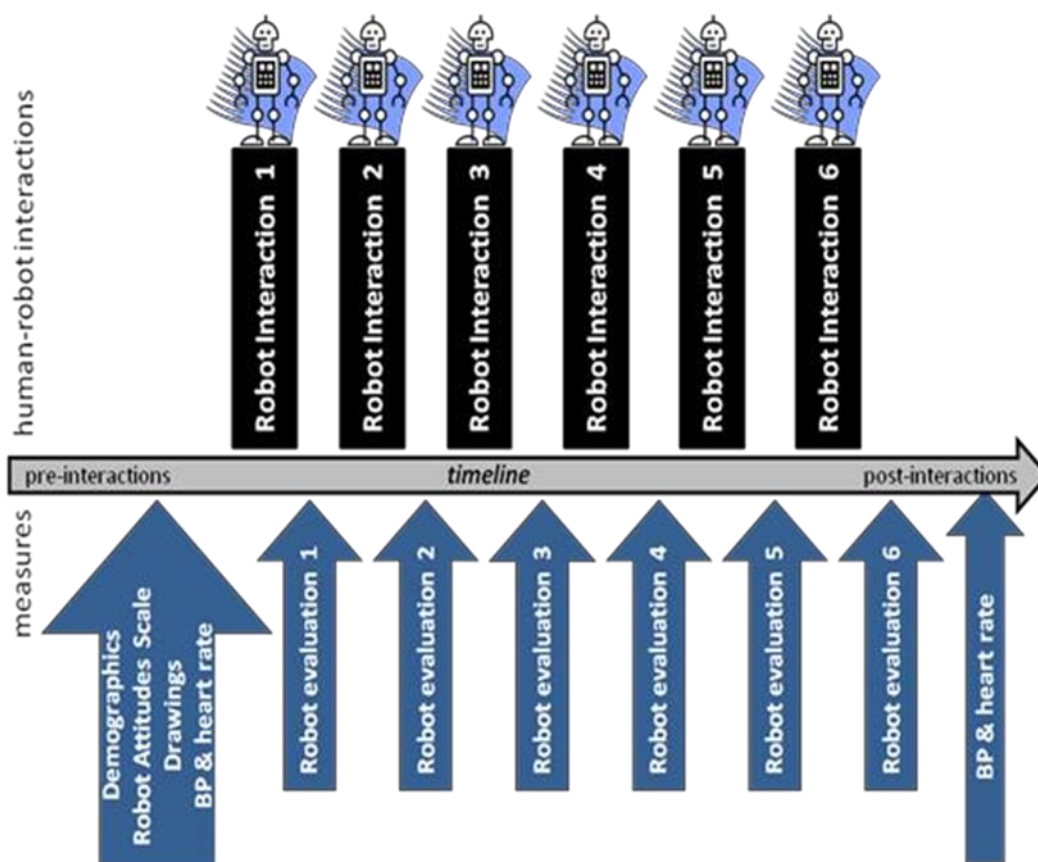 human-robot interactions
Robot Interaction 1
Robot Interaction 2
Robot Interaction 3
Robot Interaction 4
Robot Interaction 5
Robot Interaction 6
pre-interactions
timeline
post-interactions
measures
Demographics
Robot Attitudes Scale
Drawings
BP & heart rate
Robot evaluation 1
Robot evaluation 2
Robot evaluation 3
Robot evaluation 4
Robot evaluation 5
Robot evaluation 6
BP & heart rate